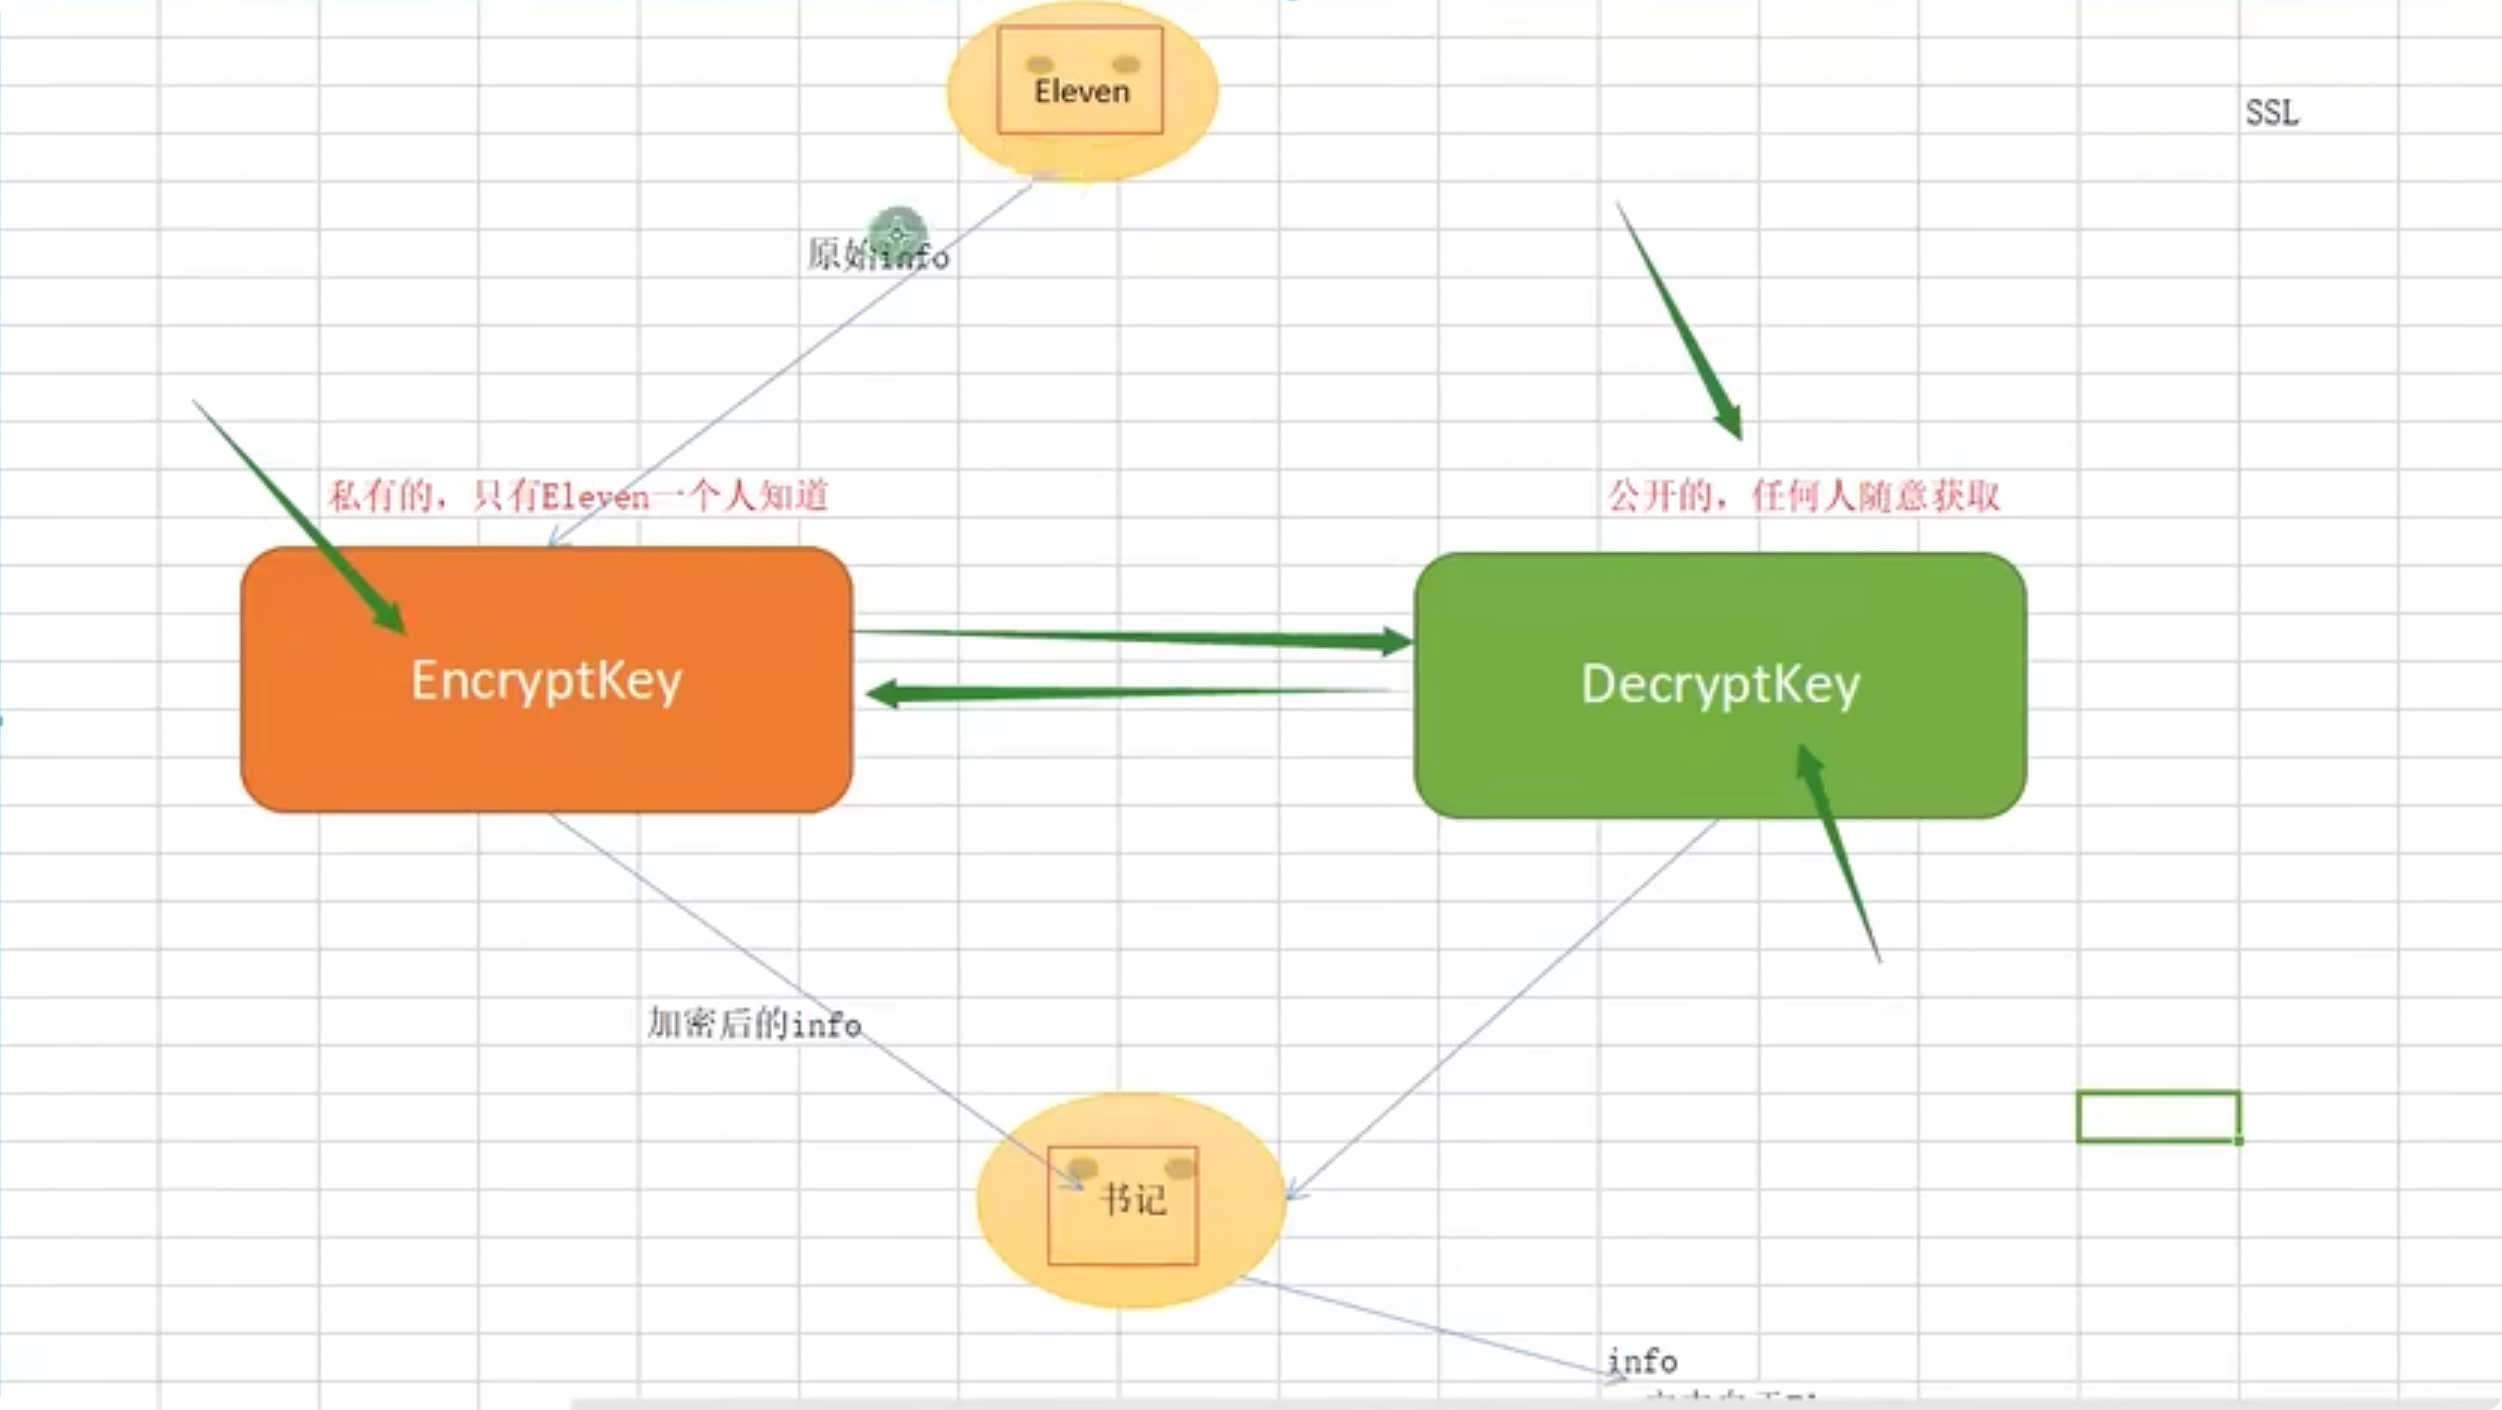 Eleven
SSL
原始info
私有的，只有Eleven一个人知道
公开的，任何人随意获取
EncryptKey
DecryptKey
加密后的info
书记
info